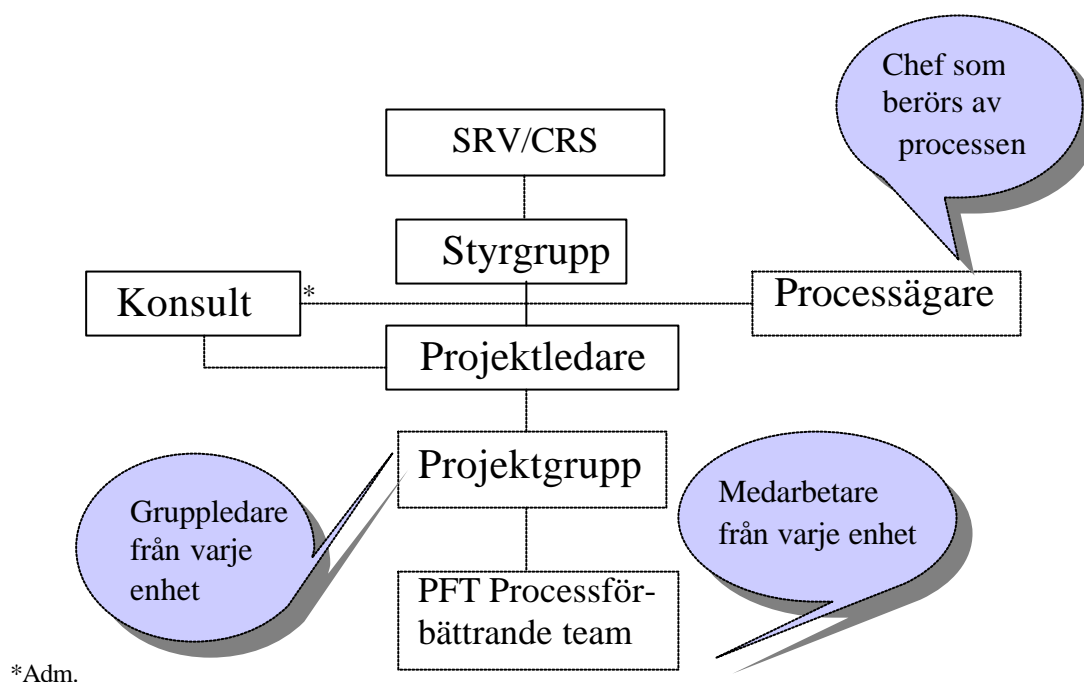 Chef som
berörs av
processen
SRV/CRS
Styrgrupp
Konsult
*
Processägare
Projektledare
Projektgrupp
Gruppledare
från varje
enhet
Medarbetare
från varje enhet
PFT Processför-
bättrande team
*Adm.